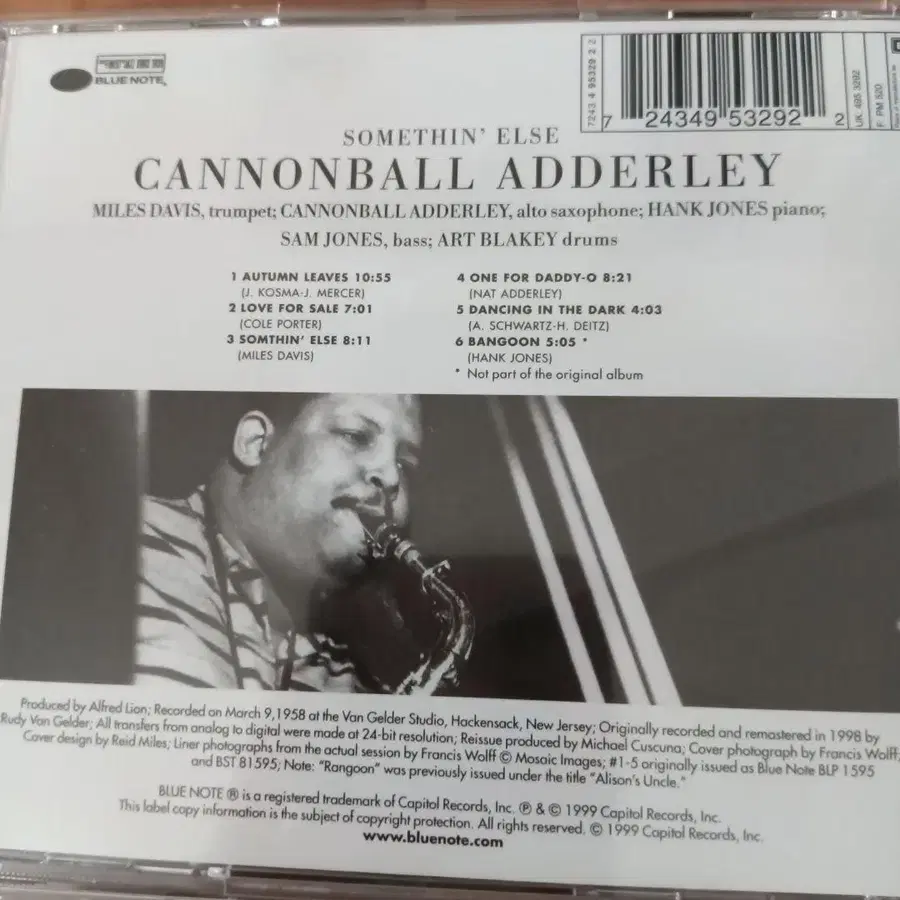 BLUE NOTE
7243 4 95329 2 2
7 24349 53292 2
UK: 495 3292
F: PM 520
SOMETHIN' ELSE
CANNONBALL ADDERLEY
MILES DAVIS, trumpet; CANNONBALL ADDERLEY, alto saxophone; HANK JONES piano;
SAM JONES, bass; ART BLAKEY drums
1 AUTUMN LEAVES 10:55
(J. KOSMA-J. MERCER)
2 LOVE FOR SALE 7:01
(COLE PORTER)
3 SOMTHIN' ELSE 8:11
(MILES DAVIS)
4 ONE FOR DADDY-O 8:21
(NAT ADDERLEY)
5 DANCING IN THE DARK 4:03
(A. SCHWARTZ-H. DEITZ)
6 BANGOON 5:05 *
(HANK JONES)
* Not part of the original album
Produced by Alfred Lion; Recorded on March 9, 1958 at the Van Gelder Studio, Hackensack, New Jersey; Originally recorded and remastered in 1998 by
Rudy Van Gelder; All transfers from analog to digital were made at 24-bit resolution; Reissue produced by Michael Cuscuna; Cover photograph by Francis Wolff;
Cover design by Reid Miles; Liner photographs from the actual session by Francis Wolff © Mosaic Images; #1-5 originally issued as Blue Note BLP 1595
and BST 81595; Note: "Rangoon" was previously issued under the title "Alison's Uncle."
BLUE NOTE ® is a registered trademark of Capitol Records, Inc. ℗ & © 1999 Capitol Records, Inc.
This label copy information is the subject of copyright protection. All rights reserved. © 1999 Capitol Records, Inc.
www.bluenote.com